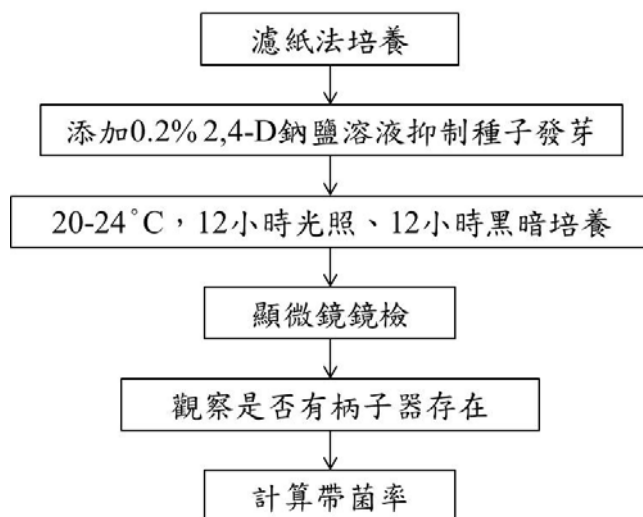 濾紙法培養
添加0.2% 2,4-D鈉鹽溶液抑制種子發芽
20-24°C，12小時光照、12小時黑暗培養
顯微鏡鏡檢
觀察是否有柄子器存在
計算帶菌率